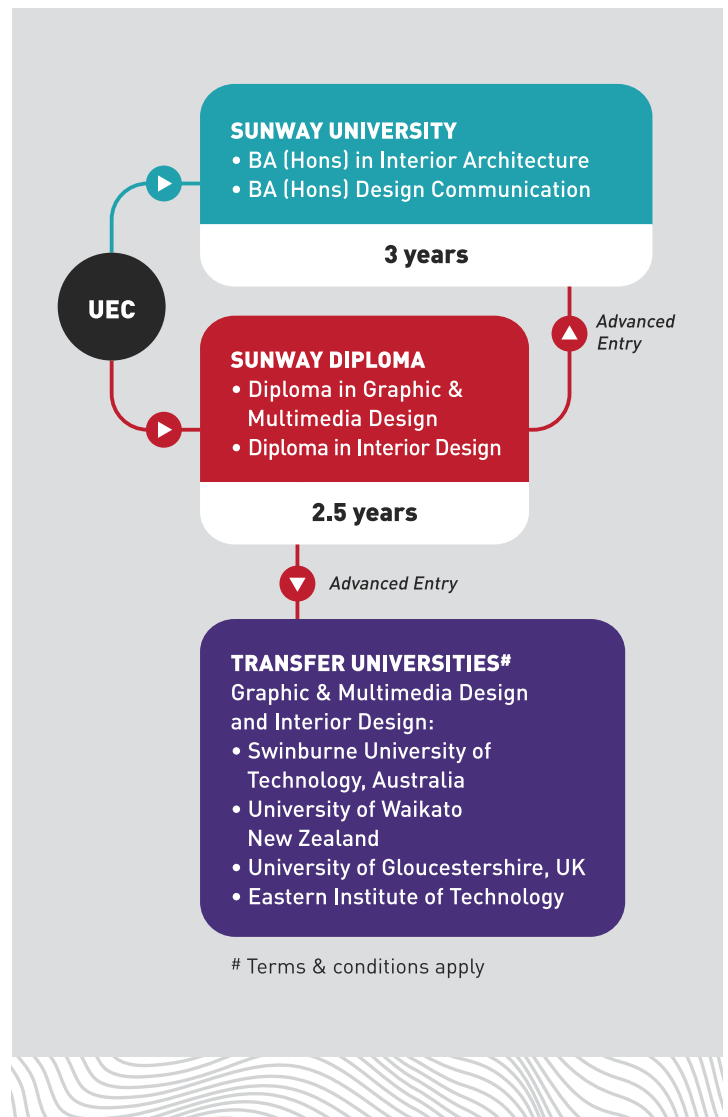 SUNWAY UNIVERSITY
• BA (Hons) in Interior Architecture
• BA (Hons) Design Communication
3 years
UEC
Advanced
Entry
SUNWAY DIPLOMA
• Diploma in Graphic &
Multimedia Design
• Diploma in Interior Design
2.5 years
Advanced Entry
TRANSFER UNIVERSITIES#
Graphic & Multimedia Design
and Interior Design:
• Swinburne University of
Technology, Australia
• University of Waikato
New Zealand
• University of Gloucestershire, UK
• Eastern Institute of Technology
# Terms & conditions apply